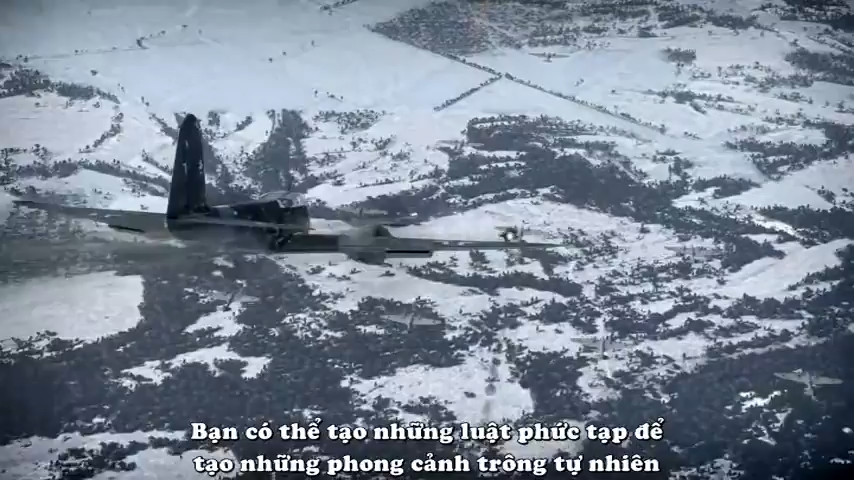 Bạn có thể tạo những luật phức tạp để
tạo những phong cảnh trông tự nhiên